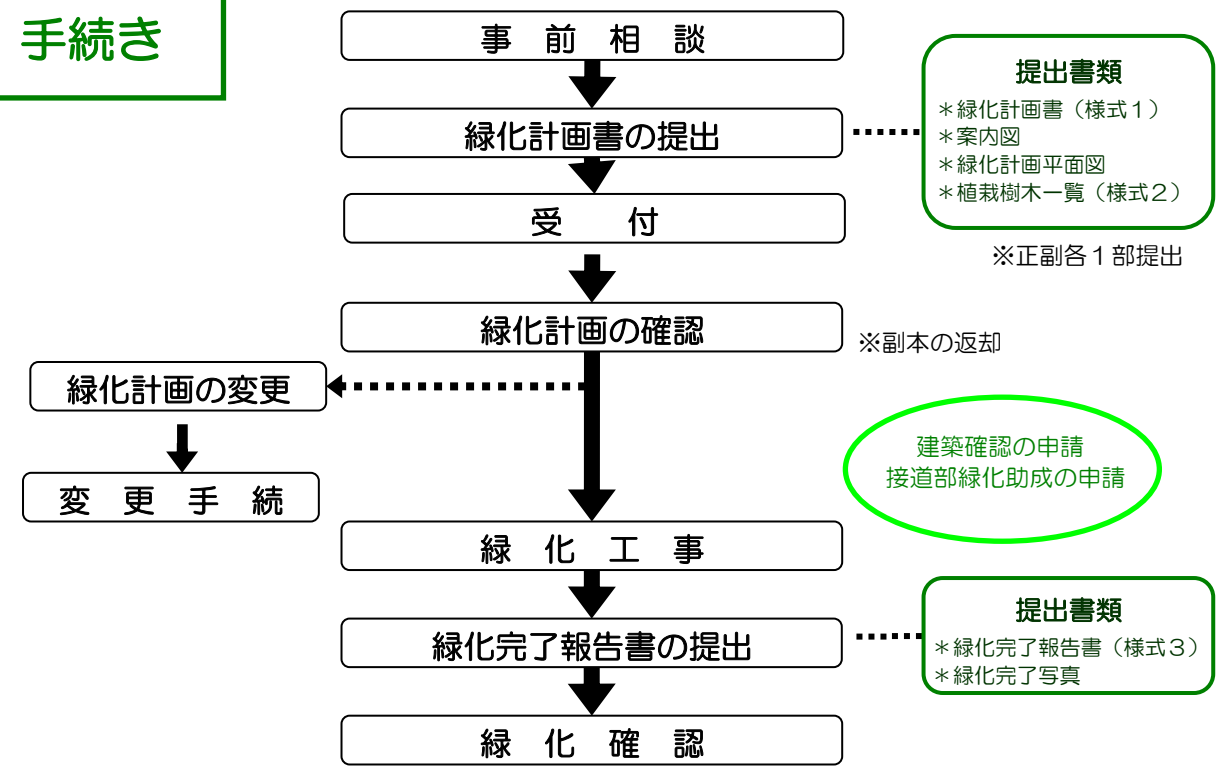 手続き
事前相談
緑化計画書の提出
提出書類
＊緑化計画書（様式１）
＊案内図
＊緑化計画平面図
＊植栽樹木一覧（様式２）
※正副各１部提出
受付
緑化計画の確認
※副本の返却
緑化計画の変更
変更手続
建築確認の申請
接道部緑化助成の申請
緑化工事
緑化完了報告書の提出
提出書類
＊緑化完了報告書（様式３）
＊緑化完了写真
緑化確認